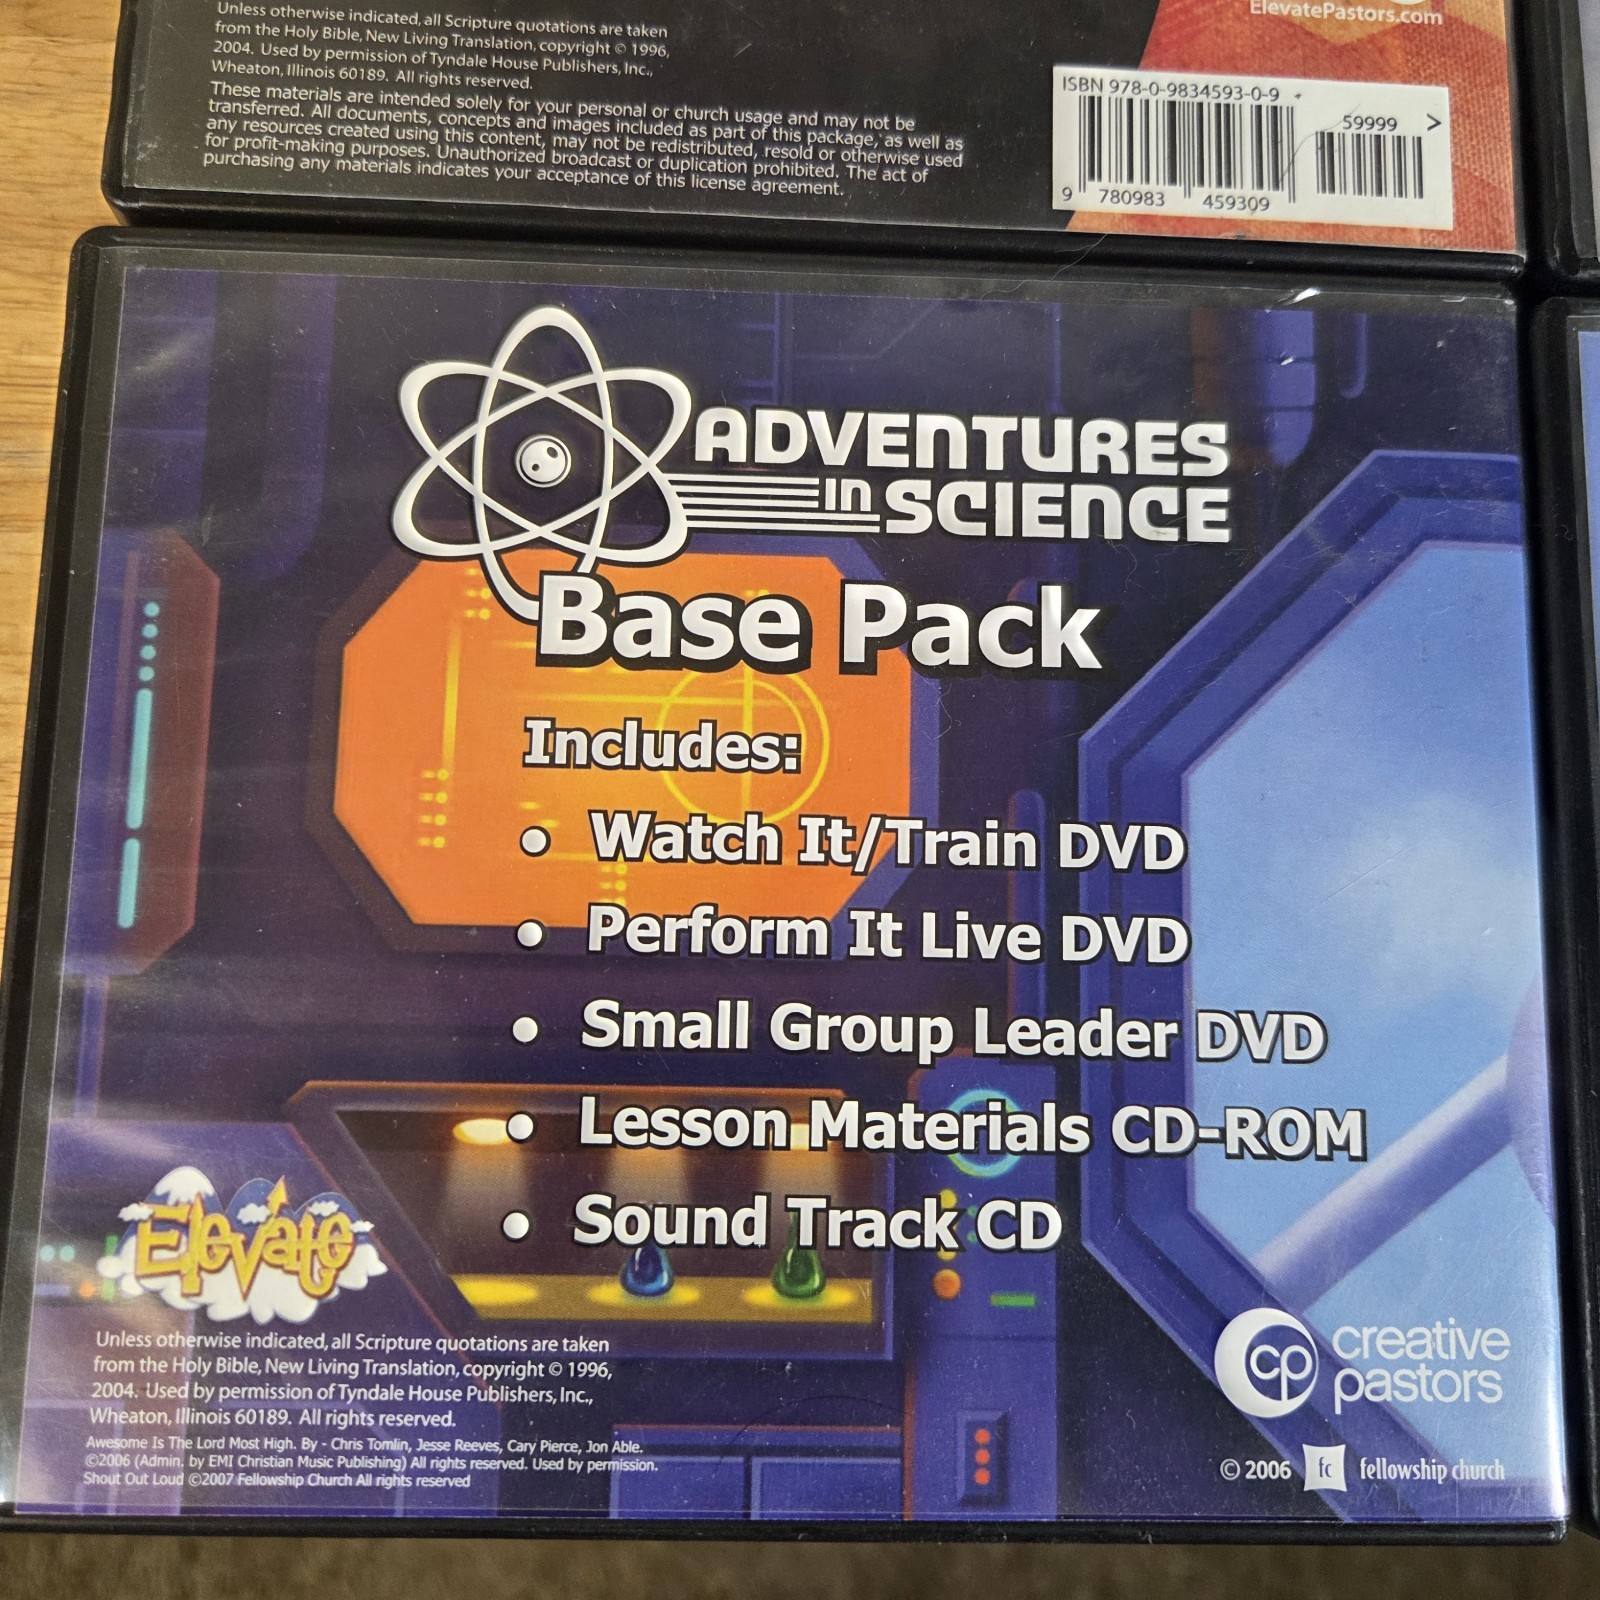 Unless otherwise indicated, all Scripture quotations are taken
from the Holy Bible, New Living Translation, copyright © 1996,
2004. Used by permission of Tyndale House Publishers, Inc.,
Wheaton, Illinois 60189. All rights reserved.
These materials are intended solely for your personal or church usage and may not be
transferred. All documents, concepts and images included as part of this package, as well as
any resources created using this content, may not be redistributed, resold or otherwise used
for profit-making purposes. Unauthorized broadcast or duplication prohibited. The act of
purchasing any materials indicates your acceptance of this license agreement.
ElevatePastors.com
ISBN 978-0-9834593-0-9
59999 >
9 780983 459309
ADVENTURES
in SCIENCE
Base Pack
Includes:
• Watch It/Train DVD
• Perform It Live DVD
• Small Group Leader DVD
• Lesson Materials CD-ROM
• Sound Track CD
Elevate
Unless otherwise indicated, all Scripture quotations are taken
from the Holy Bible, New Living Translation, copyright © 1996,
2004. Used by permission of Tyndale House Publishers, Inc.,
Wheaton, Illinois 60189. All rights reserved.
Awesome Is The Lord Most High. By - Chris Tomlin, Jesse Reeves, Cary Pierce, Jon Able.
©2006 (Admin. by EMI Christian Music Publishing) All rights reserved. Used by permission.
Shout Out Loud ©2007 Fellowship Church All rights reserved
cp creative
pastors
© 2006 fc fellowship church